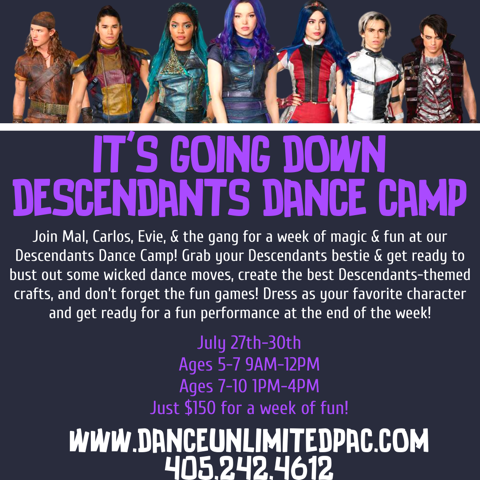 IT'S GOING DOWN
DESCENDANTS DANCE CAMP
Join Mal, Carlos, Evie, & the gang for a week of magic & fun at our
Descendants Dance Camp! Grab your Descendants bestie & get ready to
bust out some wicked dance moves, create the best Descendants-themed
crafts, and don't forget the fun games! Dress as your favorite character
and get ready for a fun performance at the end of the week!
July 27th-30th
Ages 5-7 9AM-12PM
Ages 7-10 1PM-4PM
Just $150 for a week of fun!
WWW.DANCEUNLIMITEDPAC.COM
405.242.4612